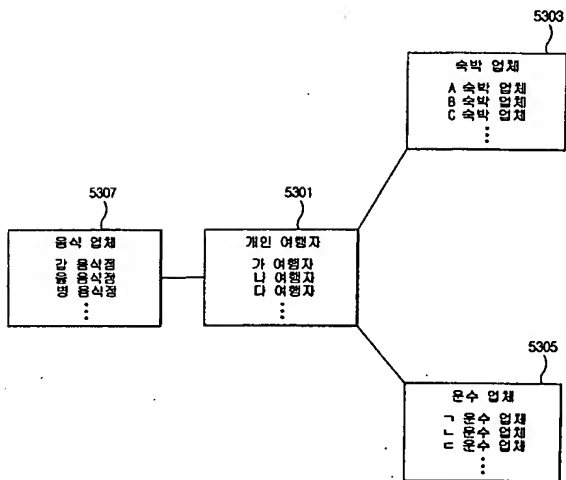 5303
숙박 업체
A 숙박 업체
B 숙박 업체
C 숙박 업체
5307
음식 업체
갑 음식점
을 음식점
병 음식점
5301
개인 여행자
가 여행자
나 여행자
다 여행자
5305
운수 업체
ㄱ 운수 업체
ㄴ 운수 업체
ㄷ 운수 업체